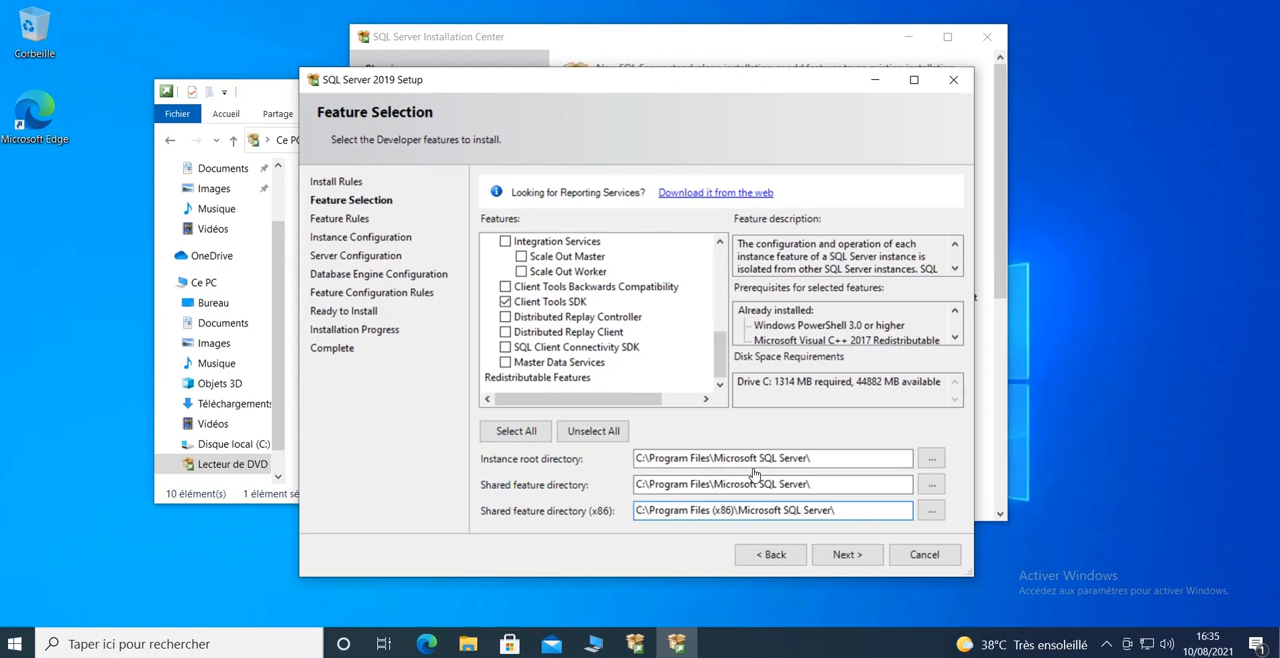 Corbeille
Microsoft Edge
SQL Server Installation Center
SQL Server 2019 Setup
Feature Selection
Select the Developer features to install.
Fichier
Accueil
Partage
Ce PC
Documents
Images
Musique
Vidéos
OneDrive
Ce PC
Bureau
Documents
Images
Musique
Objets 3D
Téléchargements
Vidéos
Disque local (C:)
Lecteur de DVD
10 élément(s)
1 élément sé
Install Rules
Feature Selection
Feature Rules
Instance Configuration
Server Configuration
Database Engine Configuration
Feature Configuration Rules
Ready to Install
Installation Progress
Complete
Looking for Reporting Services?
Download it from the web
Features:
Integration Services
Scale Out Master
Scale Out Worker
Client Tools Backwards Compatibility
Client Tools SDK
Distributed Replay Controller
Distributed Replay Client
SQL Client Connectivity SDK
Master Data Services
Redistributable Features
Feature description:
The configuration and operation of each
instance feature of a SQL Server instance is
isolated from other SQL Server instances. SQL
Prerequisites for selected features:
Already installed:
Windows PowerShell 3.0 or higher
Microsoft Visual C++ 2017 Redistributable
Disk Space Requirements
Drive C: 1314 MB required, 44882 MB available
Select All
Unselect All
Instance root directory:
C:\Program Files\Microsoft SQL Server\
...
Shared feature directory:
C:\Program Files\Microsoft SQL Server\
...
Shared feature directory (x86):
C:\Program Files (x86)\Microsoft SQL Server\
...
< Back
Next >
Cancel
Activer Windows
Accédez aux paramètres pour activer Windows.
Taper ici pour rechercher
38°C Très ensoleillé
16:35
10/08/2021
1